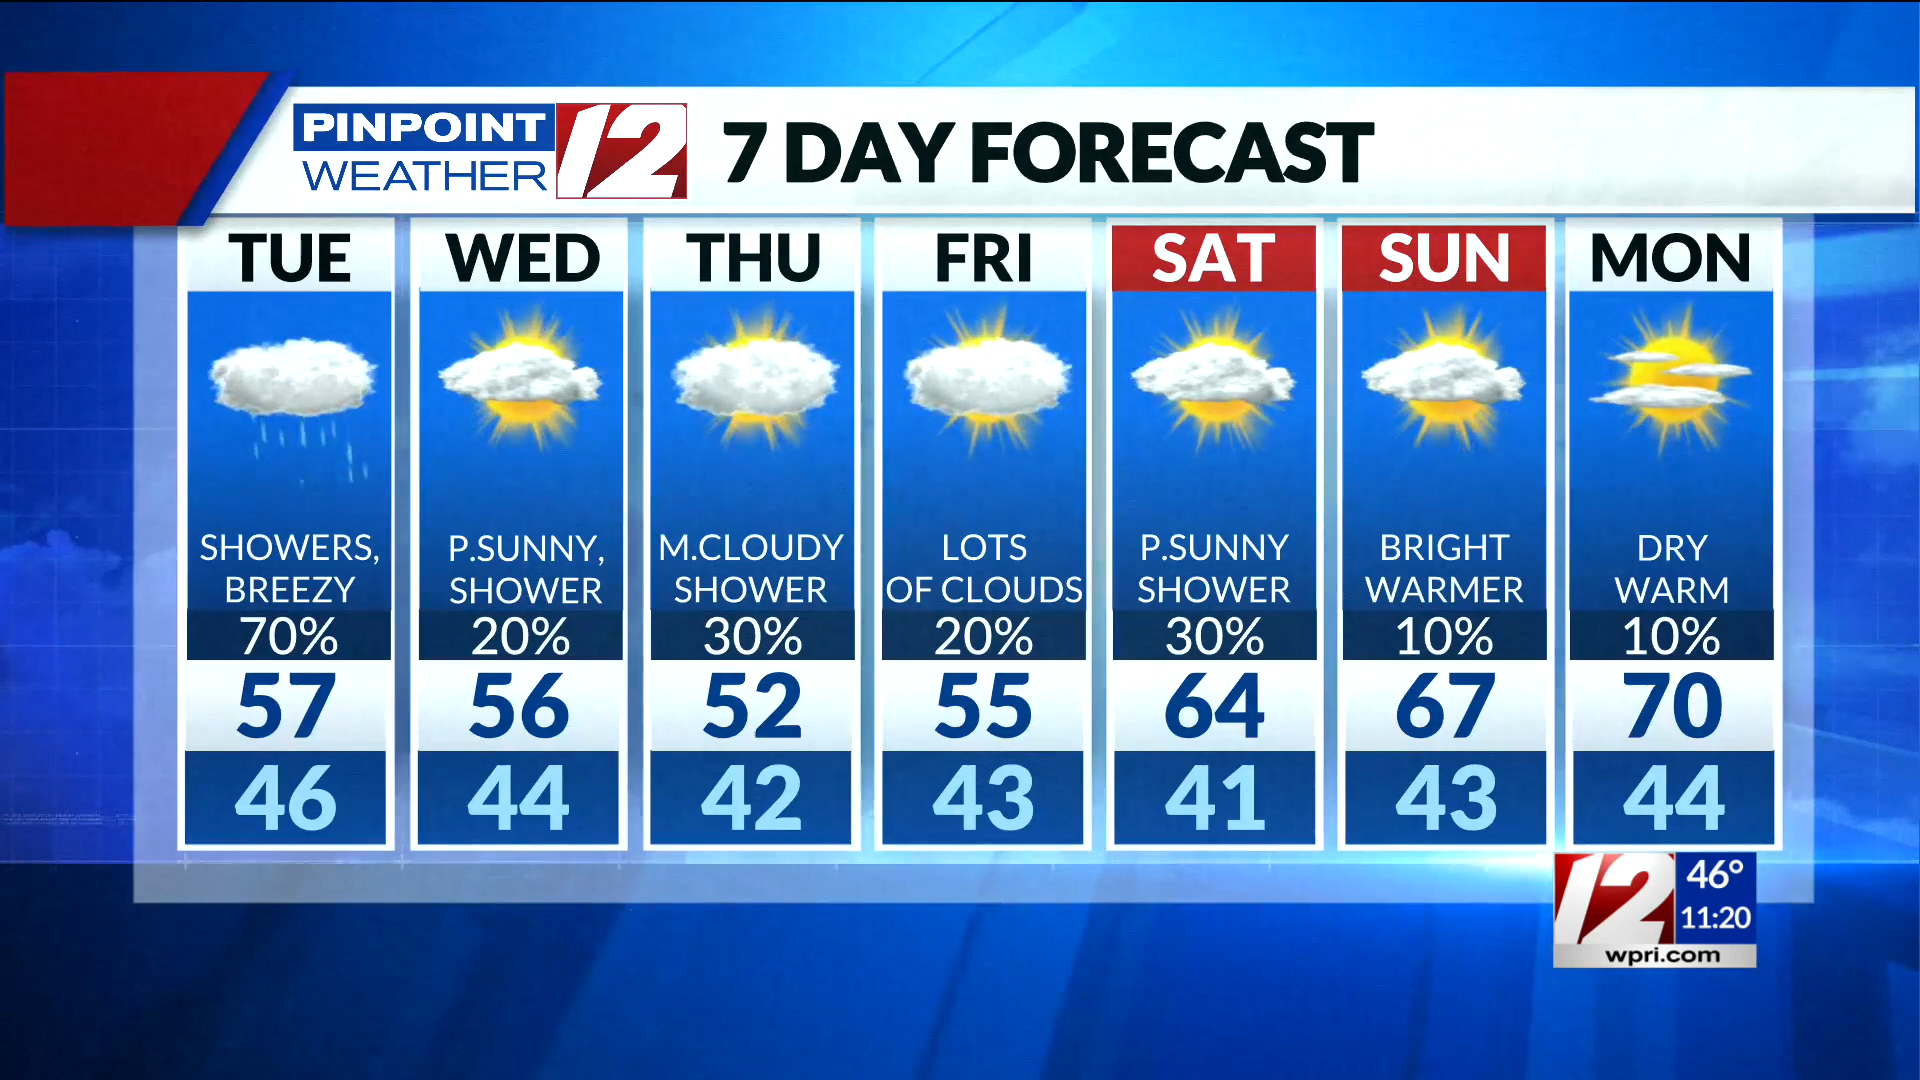 PINPOINT
WEATHER
12
7 DAY FORECAST
TUE
SHOWERS,
BREEZY
70%
57
46
WED
P.SUNNY,
SHOWER
20%
56
44
THU
M.CLOUDY
SHOWER
30%
52
42
FRI
LOTS
OF CLOUDS
20%
55
43
SAT
P.SUNNY
SHOWER
30%
64
41
SUN
BRIGHT
WARMER
10%
67
43
MON
DRY
WARM
10%
70
44
12
46°
11:20
wpri.com